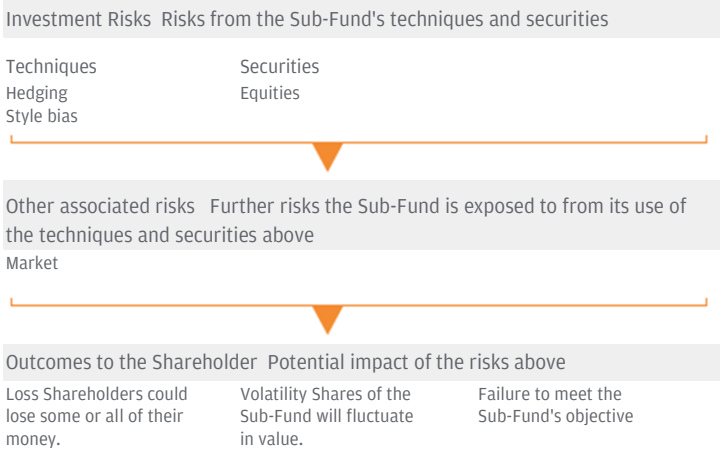 Investment Risks Risks from the Sub-Fund's techniques and securities
Techniques
Hedging
Style bias
Securities
Equities
Other associated risks Further risks the Sub-Fund is exposed to from its use of
the techniques and securities above
Market
Outcomes to the Shareholder Potential impact of the risks above
Loss Shareholders could
lose some or all of their
money.
Volatility Shares of the
Sub-Fund will fluctuate
in value.
Failure to meet the
Sub-Fund's objective